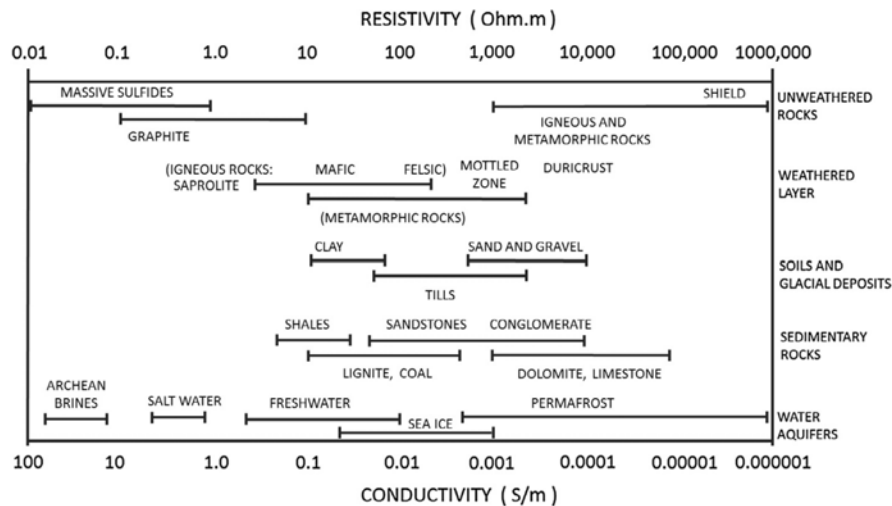 RESISTIVITY ( Ohm.m )
0.01 0.1 1.0 10 100 1,000 10,000 100,000 1000,000
MASSIVE SULFIDES
SHIELD
UNWEATHERED
ROCKS
GRAPHITE
IGNEOUS AND
METAMORPHIC ROCKS
(IGNEOUS ROCKS:
SAPROLITE
MAFIC
FELSIC)
MOTTLED
ZONE
DURICRUST
WEATHERED
LAYER
(METAMORPHIC ROCKS)
CLAY
SAND AND GRAVEL
SOILS AND
GLACIAL DEPOSITS
TILLS
SHALES
SANDSTONES
CONGLOMERATE
SEDIMENTARY
ROCKS
LIGNITE, COAL
DOLOMITE, LIMESTONE
ARCHEAN
BRINES
SALT WATER
FRESHWATER
SEA ICE
PERMAFROST
WATER
AQUIFERS
100 10 1.0 0.1 0.01 0.001 0.0001 0.00001 0.000001
CONDUCTIVITY ( S/m )